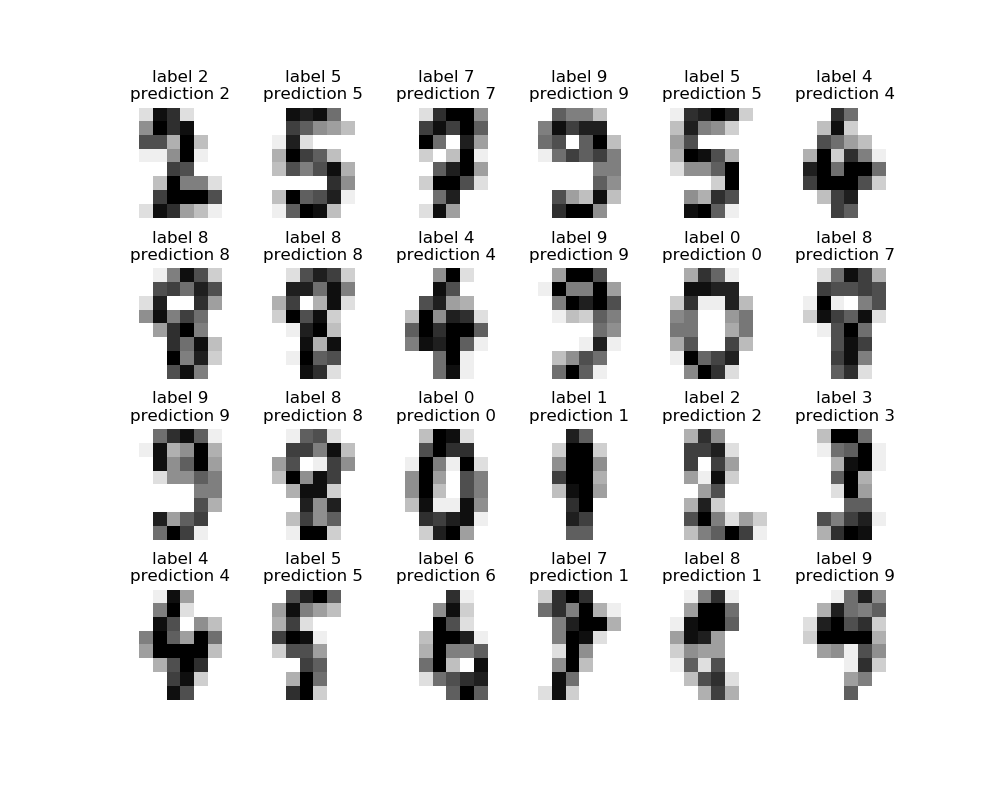 label 2
prediction 2
label 5
prediction 5
label 7
prediction 7
label 9
prediction 9
label 5
prediction 5
label 4
prediction 4
label 8
prediction 8
label 8
prediction 8
label 4
prediction 4
label 9
prediction 9
label 0
prediction 0
label 8
prediction 7
label 9
prediction 9
label 8
prediction 8
label 0
prediction 0
label 1
prediction 1
label 2
prediction 2
label 3
prediction 3
label 4
prediction 4
label 5
prediction 5
label 6
prediction 6
label 7
prediction 1
label 8
prediction 1
label 9
prediction 9